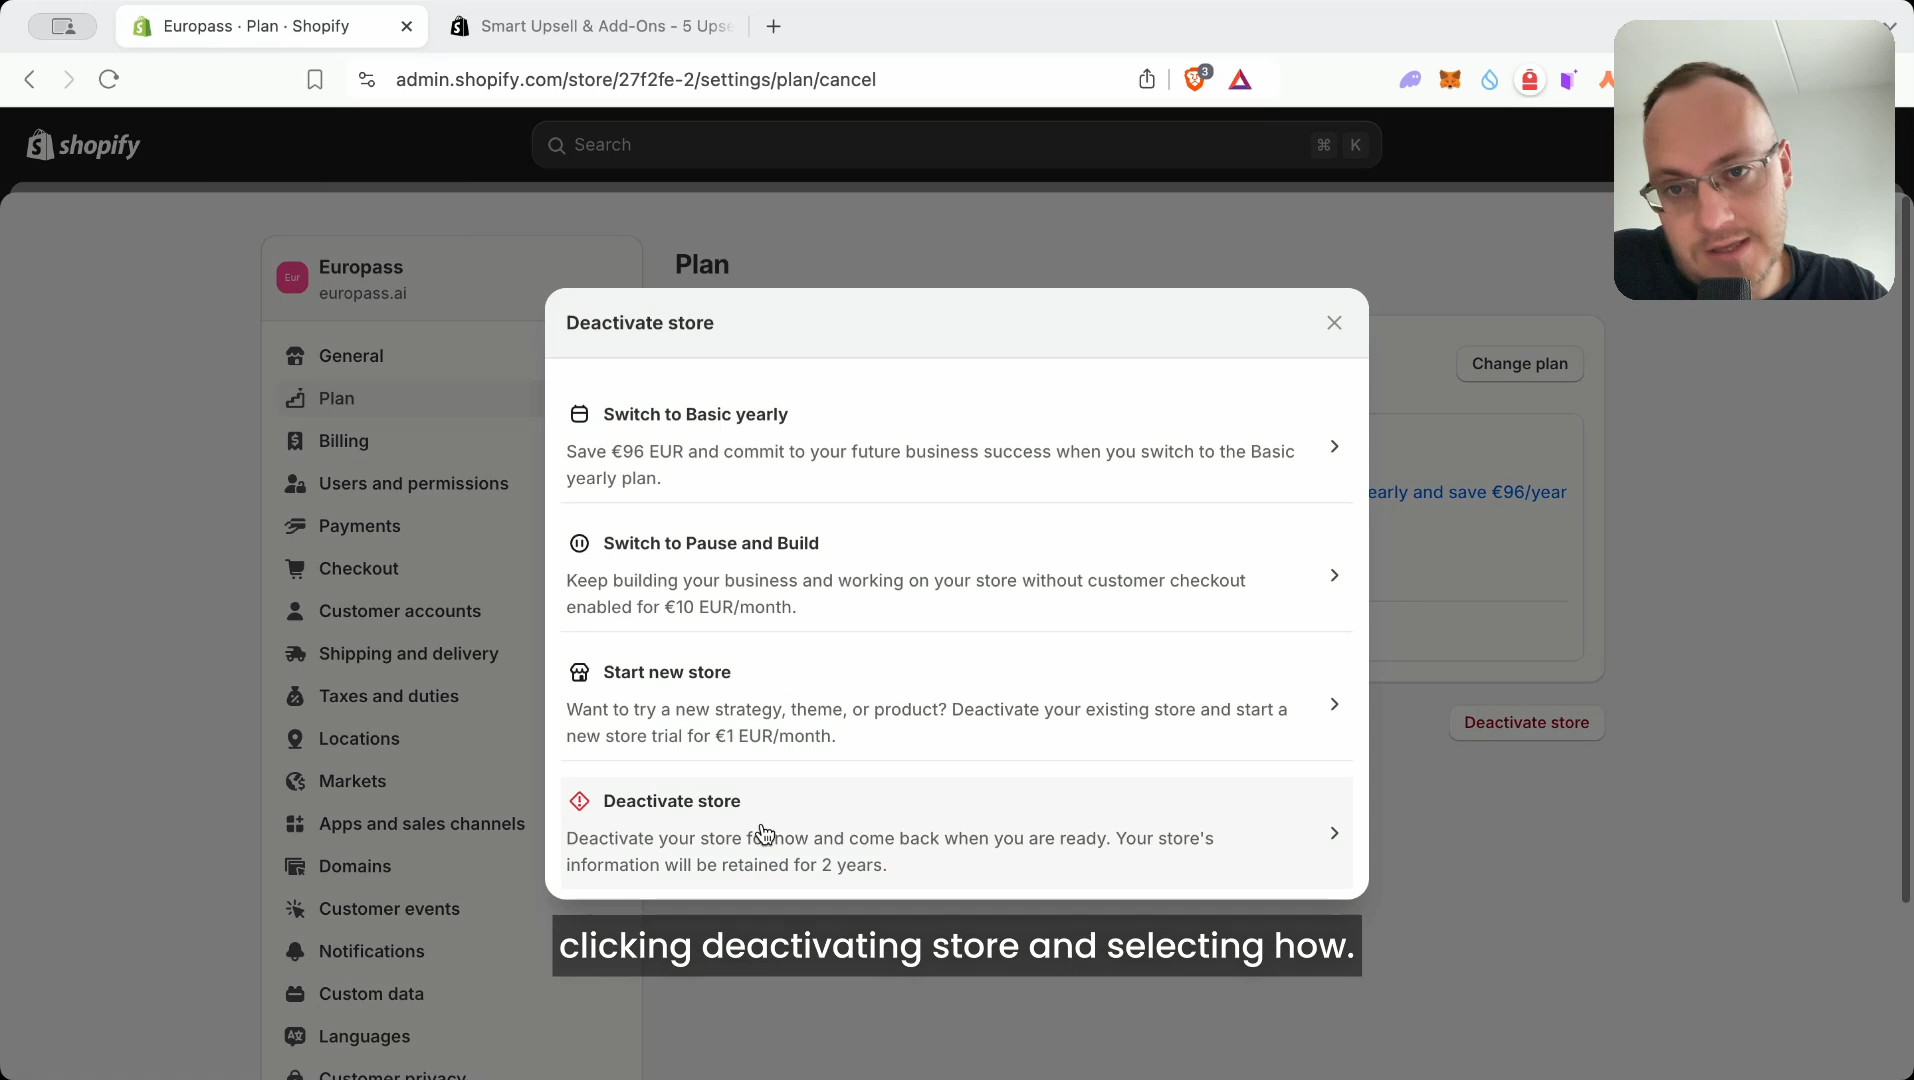 Europass · Plan · Shopify
Smart Upsell & Add-Ons - 5 Upse
admin.shopify.com/store/27f2fe-2/settings/plan/cancel
3
shopify
Search
⌘ K
Eur
Europass
europass.ai
General
Plan
Billing
Users and permissions
Payments
Checkout
Customer accounts
Shipping and delivery
Taxes and duties
Locations
Markets
Apps and sales channels
Domains
Customer events
Notifications
Custom data
Languages
Customer privacy
Plan
Change plan
early and save €96/year
Deactivate store
Deactivate store
Switch to Basic yearly
Save €96 EUR and commit to your future business success when you switch to the Basic
yearly plan.
Switch to Pause and Build
Keep building your business and working on your store without customer checkout
enabled for €10 EUR/month.
Start new store
Want to try a new strategy, theme, or product? Deactivate your existing store and start a
new store trial for €1 EUR/month.
Deactivate store
Deactivate your store for now and come back when you are ready. Your store's
information will be retained for 2 years.
clicking deactivating store and selecting how.